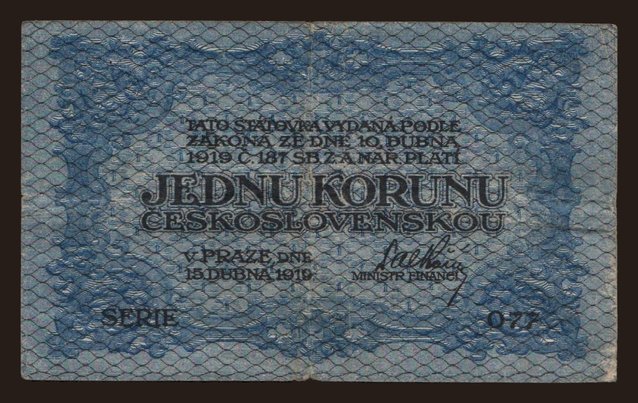 TATO STÁTOVKA VYDANÁ PODLE
ZÁKONA ZE DNE 10. DUBNA
1919 Č. 187 SB. Z. A NAŘ. PLATÍ
JEDNU KORUNU
ČESKOSLOVENSKOU
V PRAZE DNE
15. DUBNA 1919.
MINISTR FINANCÍ
SERIE 077